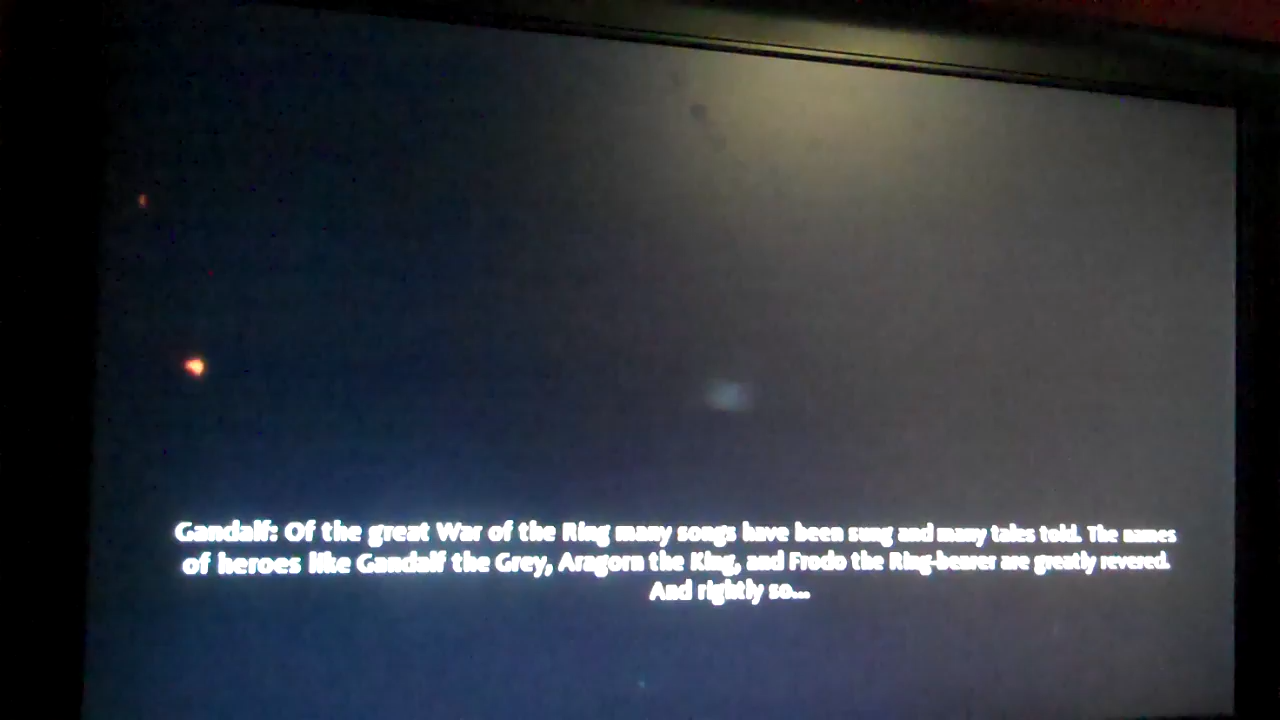 Gandalf: Of the great War of the Ring many songs have been sung and many tales told. The names
of heroes like Gandalf the Grey, Aragorn the King, and Frodo the Ring-bearer are greatly revered.
And rightly so...